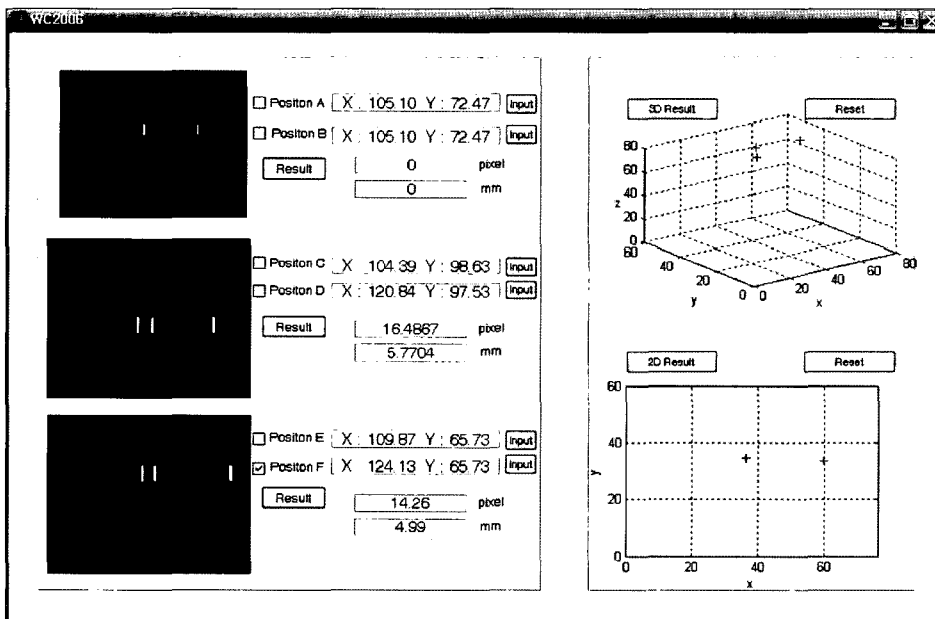 WC2006
Positon A X : 105.10 Y : 72.47 Input
Positon B X : 105.10 Y : 72.47 Input
Result 0 pixel
0 mm
Positon C X : 104.39 Y : 98.63 Input
Positon D X : 120.84 Y : 97.53 Input
Result 16.4867 pixel
5.7704 mm
Positon E X : 109.87 Y : 65.73 Input
Positon F X : 124.13 Y : 65.73 Input
Result 14.26 pixel
4.99 mm
3D Result Reset
80
60
40
20
0
z
60 40 20 0
y
0 20 40 60 80
x
2D Result Reset
60
40
20
0
y
0 20 40 60
x